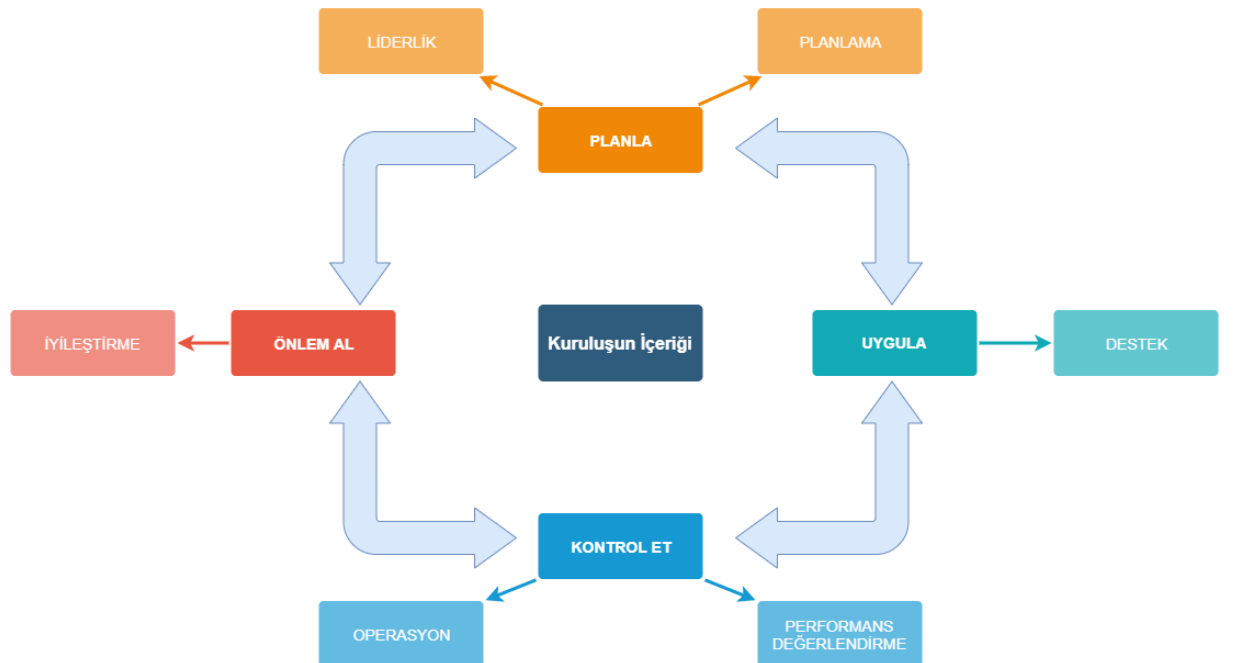 LİDERLİK
PLANLAMA
PLANLA
İYİLEŞTİRME
ÖNLEM AL
Kuruluşun İçeriği
UYGULA
DESTEK
KONTROL ET
OPERASYON
PERFORMANS
DEĞERLENDİRME